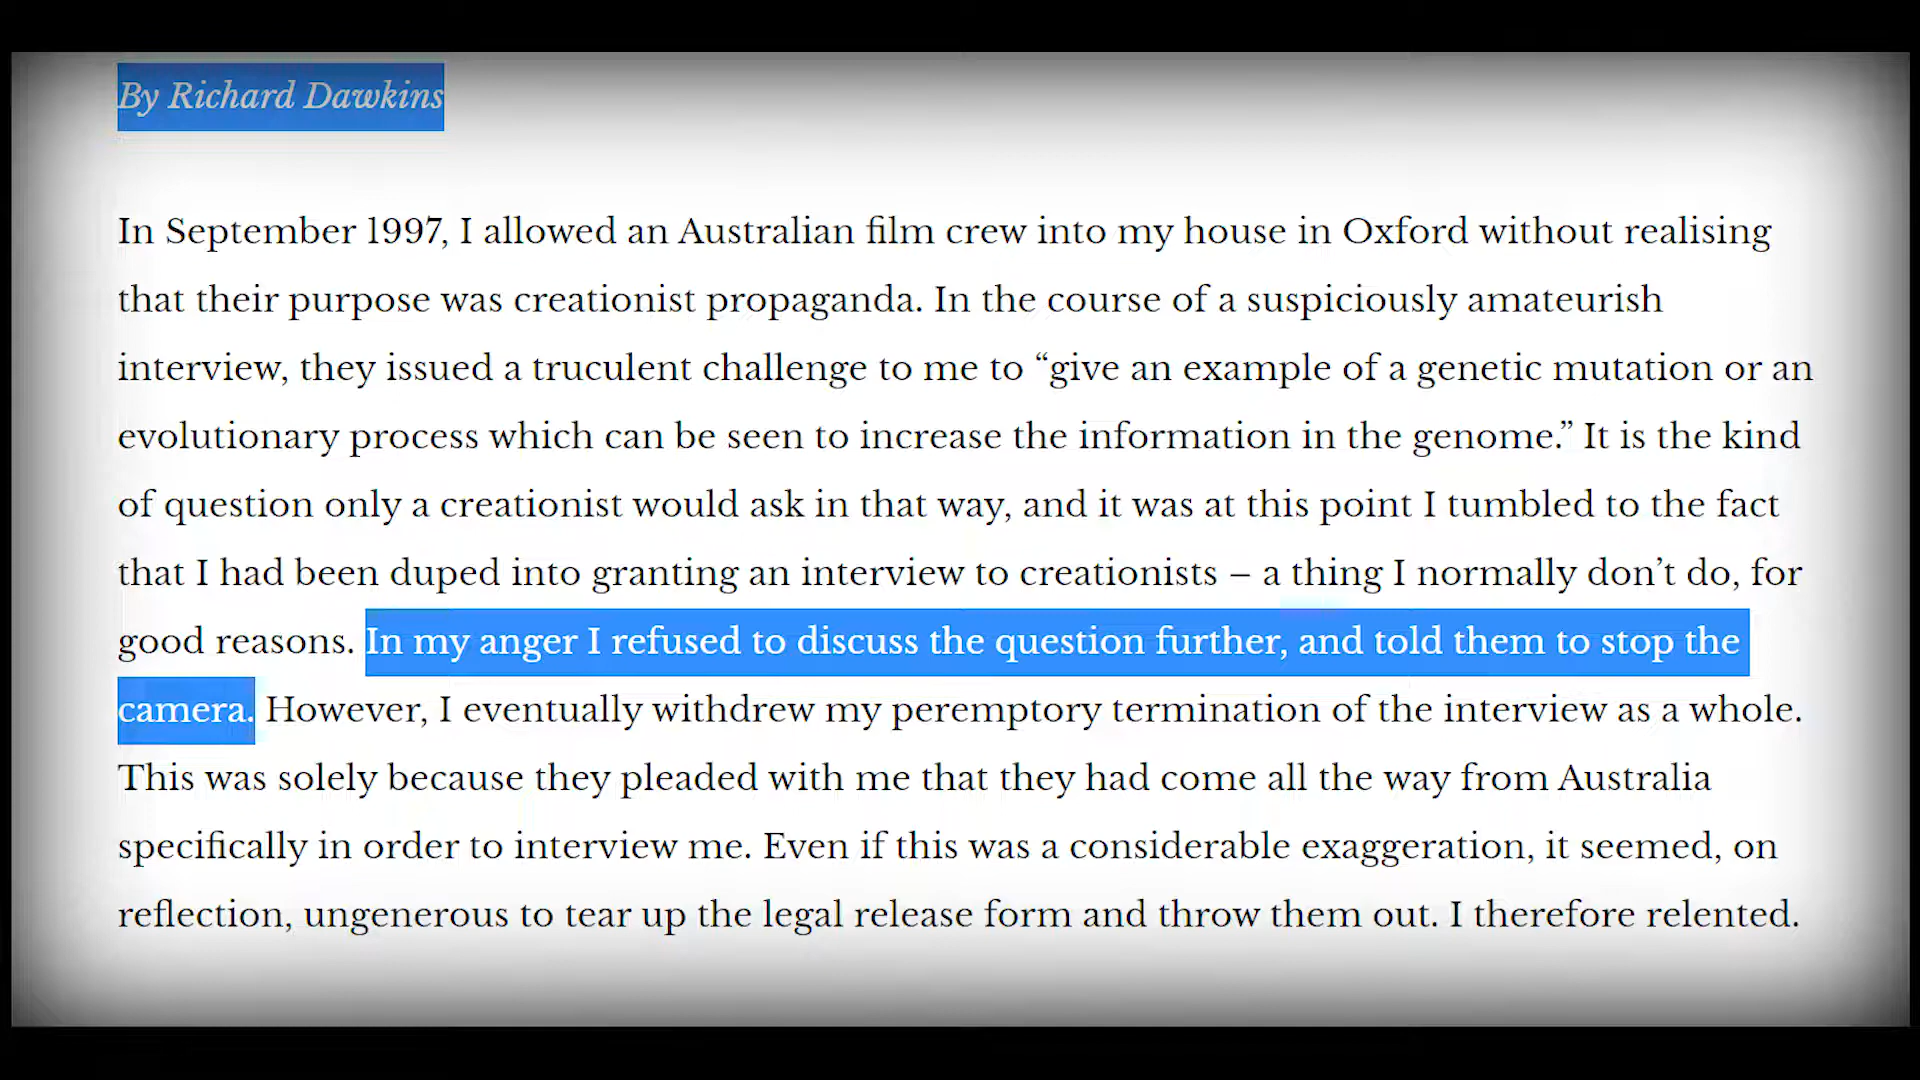 By Richard Dawkins
In September 1997, I allowed an Australian film crew into my house in Oxford without realising
that their purpose was creationist propaganda. In the course of a suspiciously amateurish
interview, they issued a truculent challenge to me to “give an example of a genetic mutation or an
evolutionary process which can be seen to increase the information in the genome.” It is the kind
of question only a creationist would ask in that way, and it was at this point I tumbled to the fact
that I had been duped into granting an interview to creationists – a thing I normally don’t do, for
good reasons. In my anger I refused to discuss the question further, and told them to stop the
camera. However, I eventually withdrew my peremptory termination of the interview as a whole.
This was solely because they pleaded with me that they had come all the way from Australia
specifically in order to interview me. Even if this was a considerable exaggeration, it seemed, on
reflection, ungenerous to tear up the legal release form and throw them out. I therefore relented.